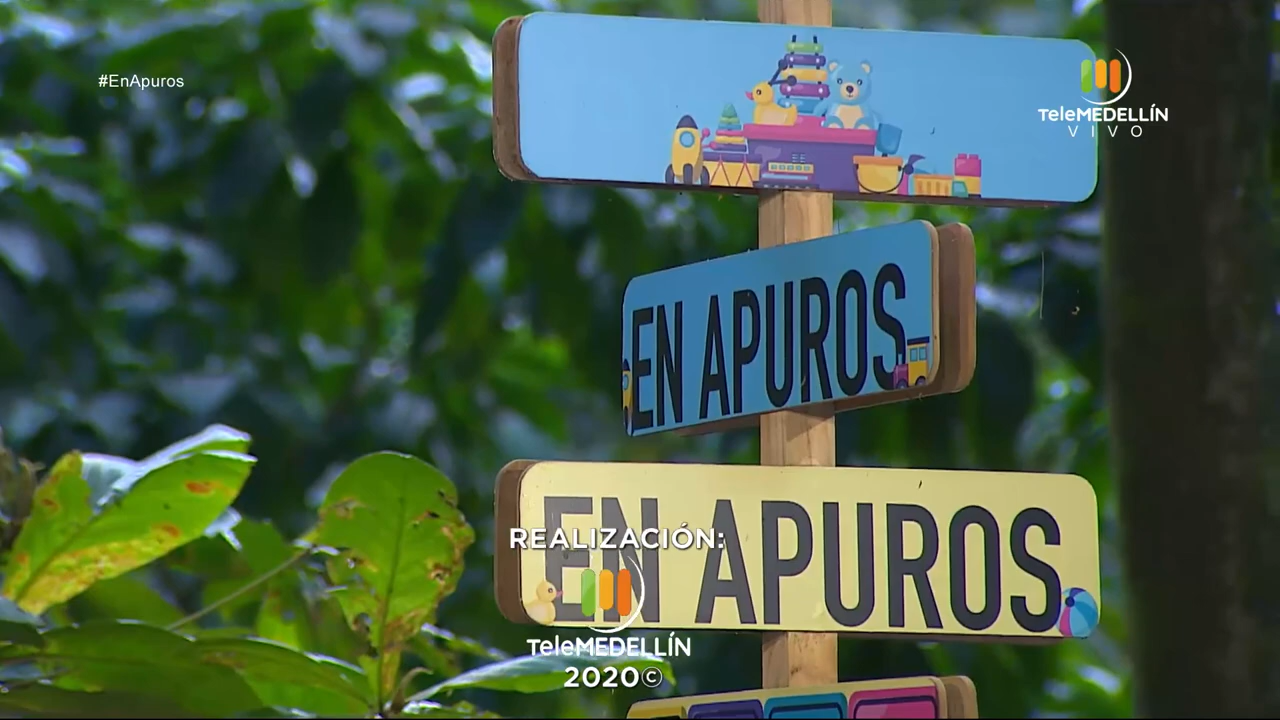 #EnApuros
TeleMEDELLÍN
VIVO
EN APUROS
EN APUROS
REALIZACIÓN:
TeleMEDELLÍN
2020©